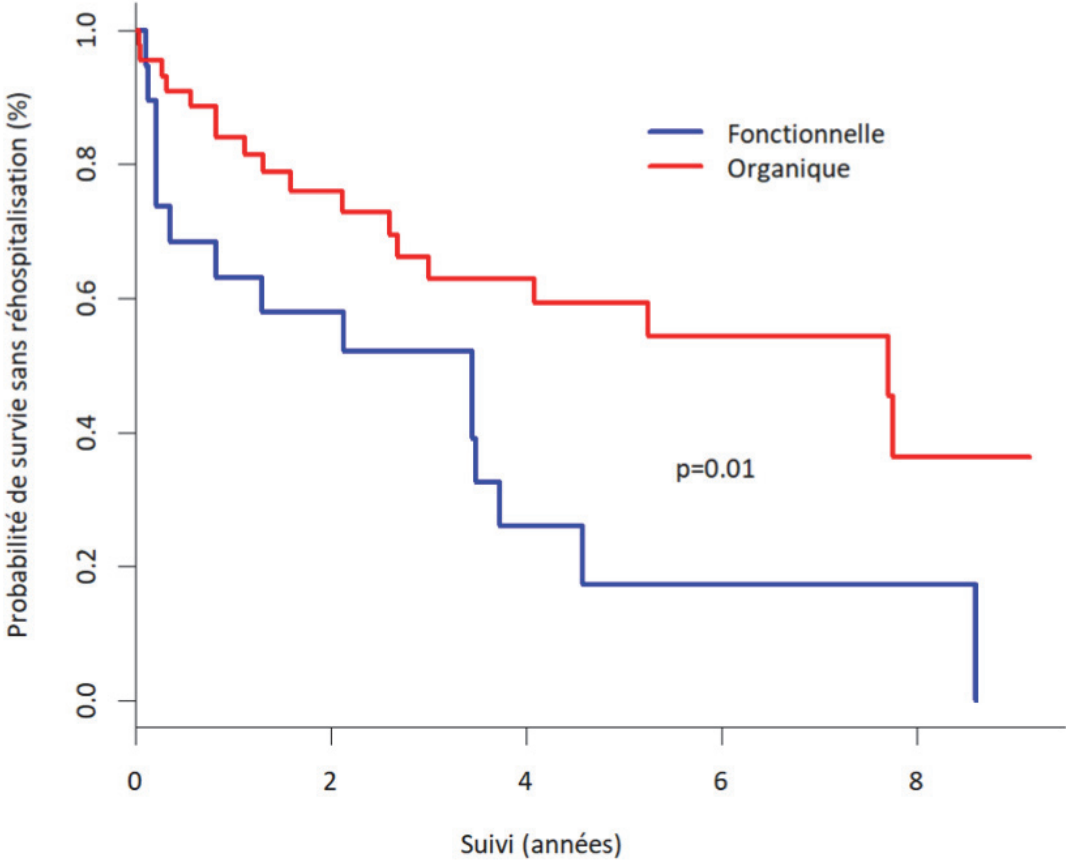 Probabilité de survie sans réhospitalisation (%)
1.0
0.8
0.6
0.4
0.2
0.0
Fonctionnelle
Organique
p=0.01
0
2
4
6
8
Suivi (années)